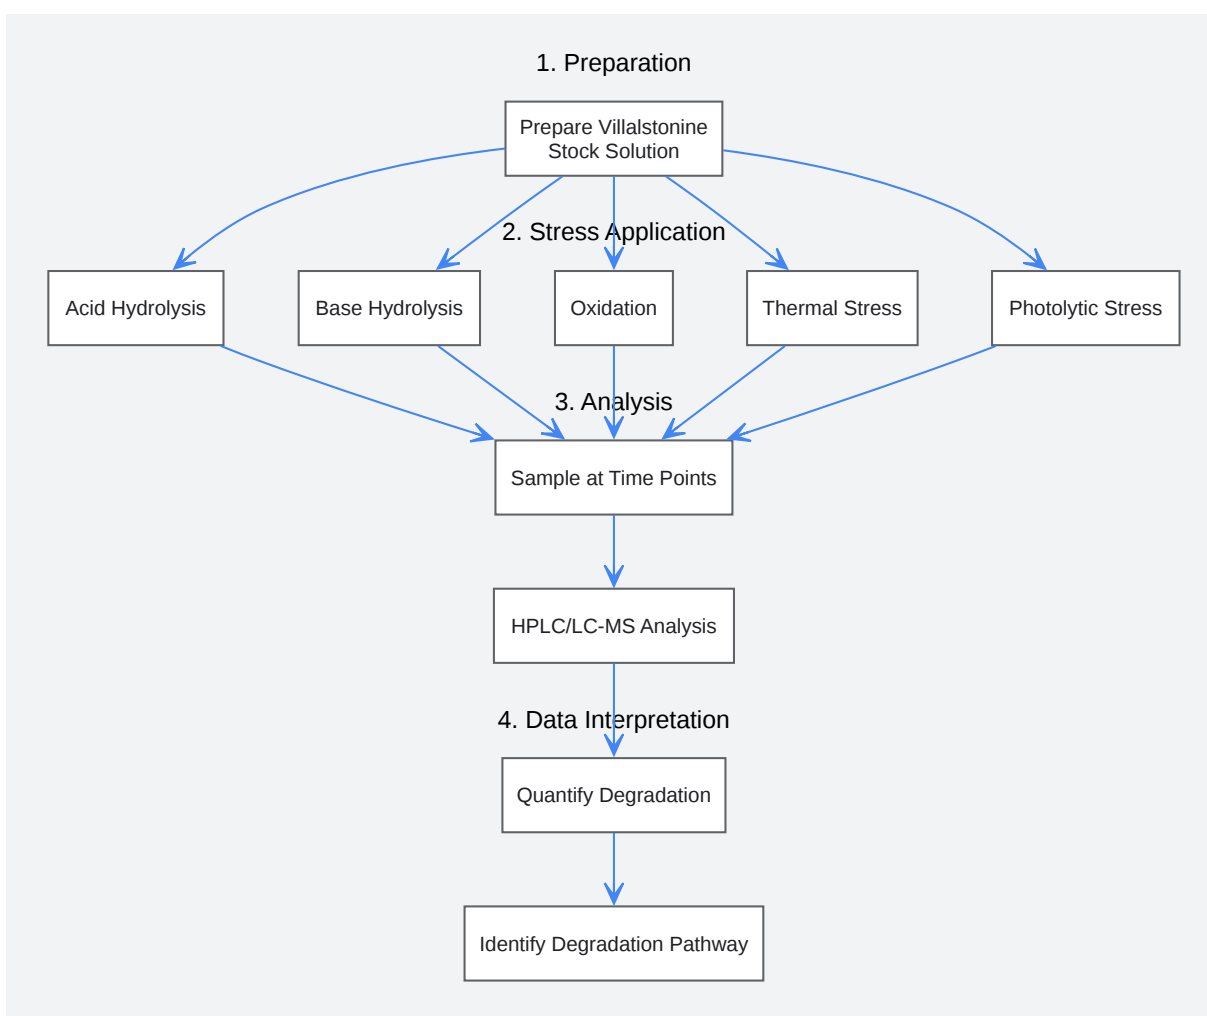 1. Preparation
Prepare Villalstonine
Stock Solution
2. Stress Application
Acid Hydrolysis
Base Hydrolysis
Oxidation
Thermal Stress
Photolytic Stress
3. Analysis
Sample at Time Points
HPLC/LC-MS Analysis
4. Data Interpretation
Quantify Degradation
Identify Degradation Pathway